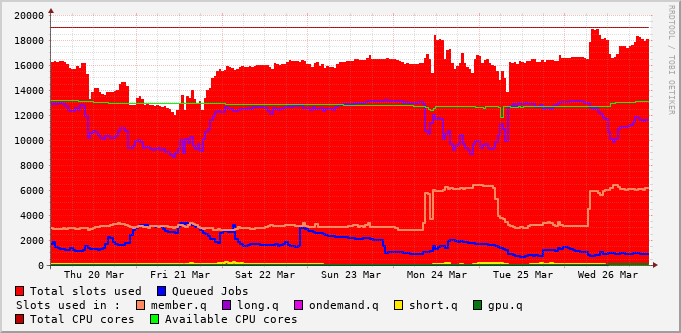 RRDTOOL / TOBI OETIKER
20000
18000
16000
14000
12000
10000
8000
6000
4000
2000
0
Thu 20 Mar Fri 21 Mar Sat 22 Mar Sun 23 Mar Mon 24 Mar Tue 25 Mar Wed 26 Mar
Total slots used Queued Jobs
Slots used in : member.q long.q ondemand.q short.q gpu.q
Total CPU cores Available CPU cores